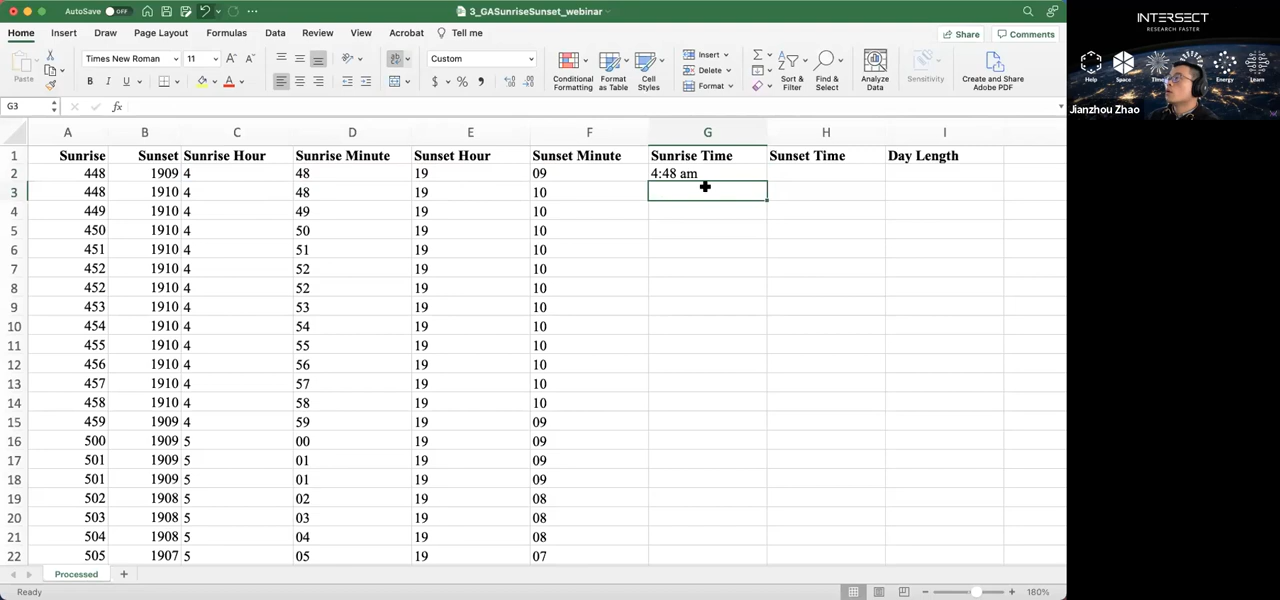 AutoSave OFF 3_GASunriseSunset_webinar
Home Insert Draw Page Layout Formulas Data Review View Acrobat Tell me Share Comments
Paste Times New Roman 11 A A Custom Conditional Formatting Format as Table Cell Styles Insert Delete Format Sort & Filter Find & Select Analyze Data Sensitivity Create and Share Adobe PDF
B I U A $ % 9
G3 fx
A B C D E F G H I
1 Sunrise Sunset Sunrise Hour Sunrise Minute Sunset Hour Sunset Minute Sunrise Time Sunset Time Day Length
2 448 1909 4 48 19 09 4:48 am
3 448 1910 4 48 19 10
4 449 1910 4 49 19 10
5 450 1910 4 50 19 10
6 451 1910 4 51 19 10
7 452 1910 4 52 19 10
8 452 1910 4 52 19 10
9 453 1910 4 53 19 10
10 454 1910 4 54 19 10
11 455 1910 4 55 19 10
12 456 1910 4 56 19 10
13 457 1910 4 57 19 10
14 458 1910 4 58 19 10
15 459 1909 4 59 19 09
16 500 1909 5 00 19 09
17 501 1909 5 01 19 09
18 501 1909 5 01 19 09
19 502 1908 5 02 19 08
20 503 1908 5 03 19 08
21 504 1908 5 04 19 08
22 505 1907 5 05 19 07
Processed
Ready 180%
INTERSECT
RESEARCH FASTER
Help Space Time Energy Learn
Jianzhou Zhao